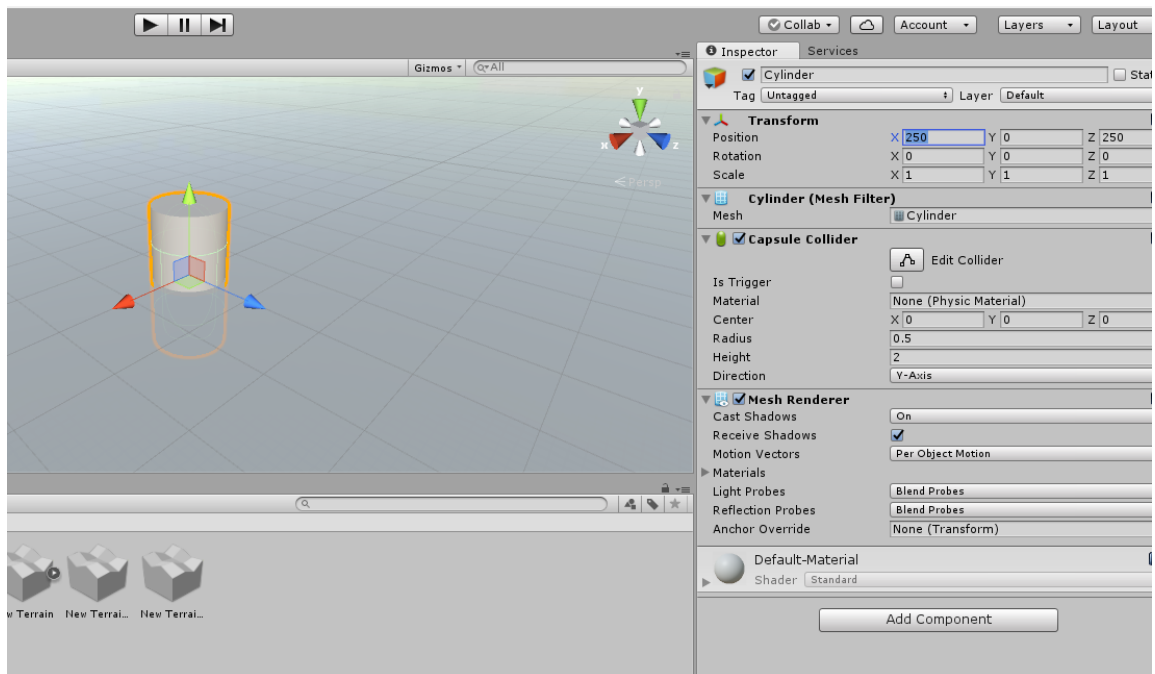 Collab
Account
Layers
Layout
Inspector
Services
Gizmos
All
Cylinder
Stat
Tag Untagged
Layer Default
y
x
z
Persp
Transform
Position X 250 Y 0 Z 250
Rotation X 0 Y 0 Z 0
Scale X 1 Y 1 Z 1
Cylinder (Mesh Filter)
Mesh Cylinder
Capsule Collider
Edit Collider
Is Trigger
Material None (Physic Material)
Center X 0 Y 0 Z 0
Radius 0.5
Height 2
Direction Y-Axis
Mesh Renderer
Cast Shadows On
Receive Shadows
Motion Vectors Per Object Motion
Materials
Light Probes Blend Probes
Reflection Probes Blend Probes
Anchor Override None (Transform)
Default-Material
Shader Standard
Add Component
w Terrain New Terrai... New Terrai...